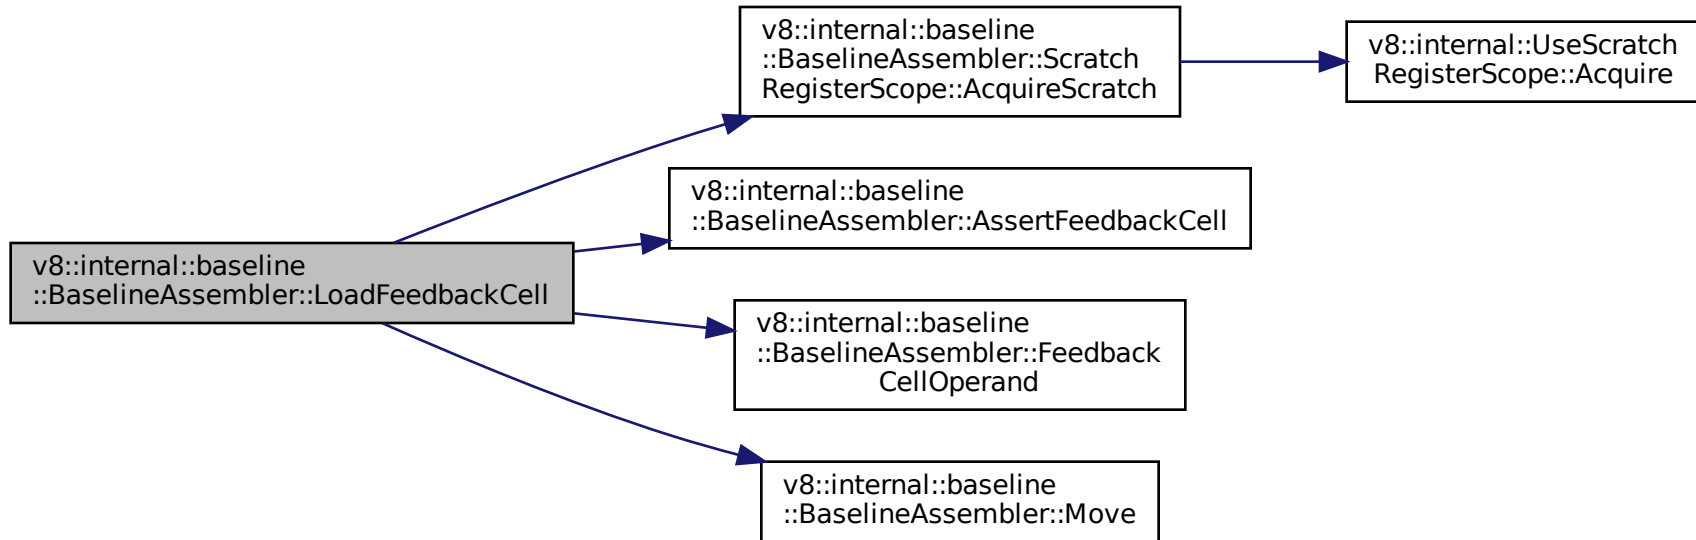 v8::internal::baseline
::BaselineAssembler::LoadFeedbackCell
v8::internal::baseline
::BaselineAssembler::Scratch
RegisterScope::AcquireScratch
v8::internal::UseScratch
RegisterScope::Acquire
v8::internal::baseline
::BaselineAssembler::AssertFeedbackCell
v8::internal::baseline
::BaselineAssembler::Feedback
CellOperand
v8::internal::baseline
::BaselineAssembler::Move